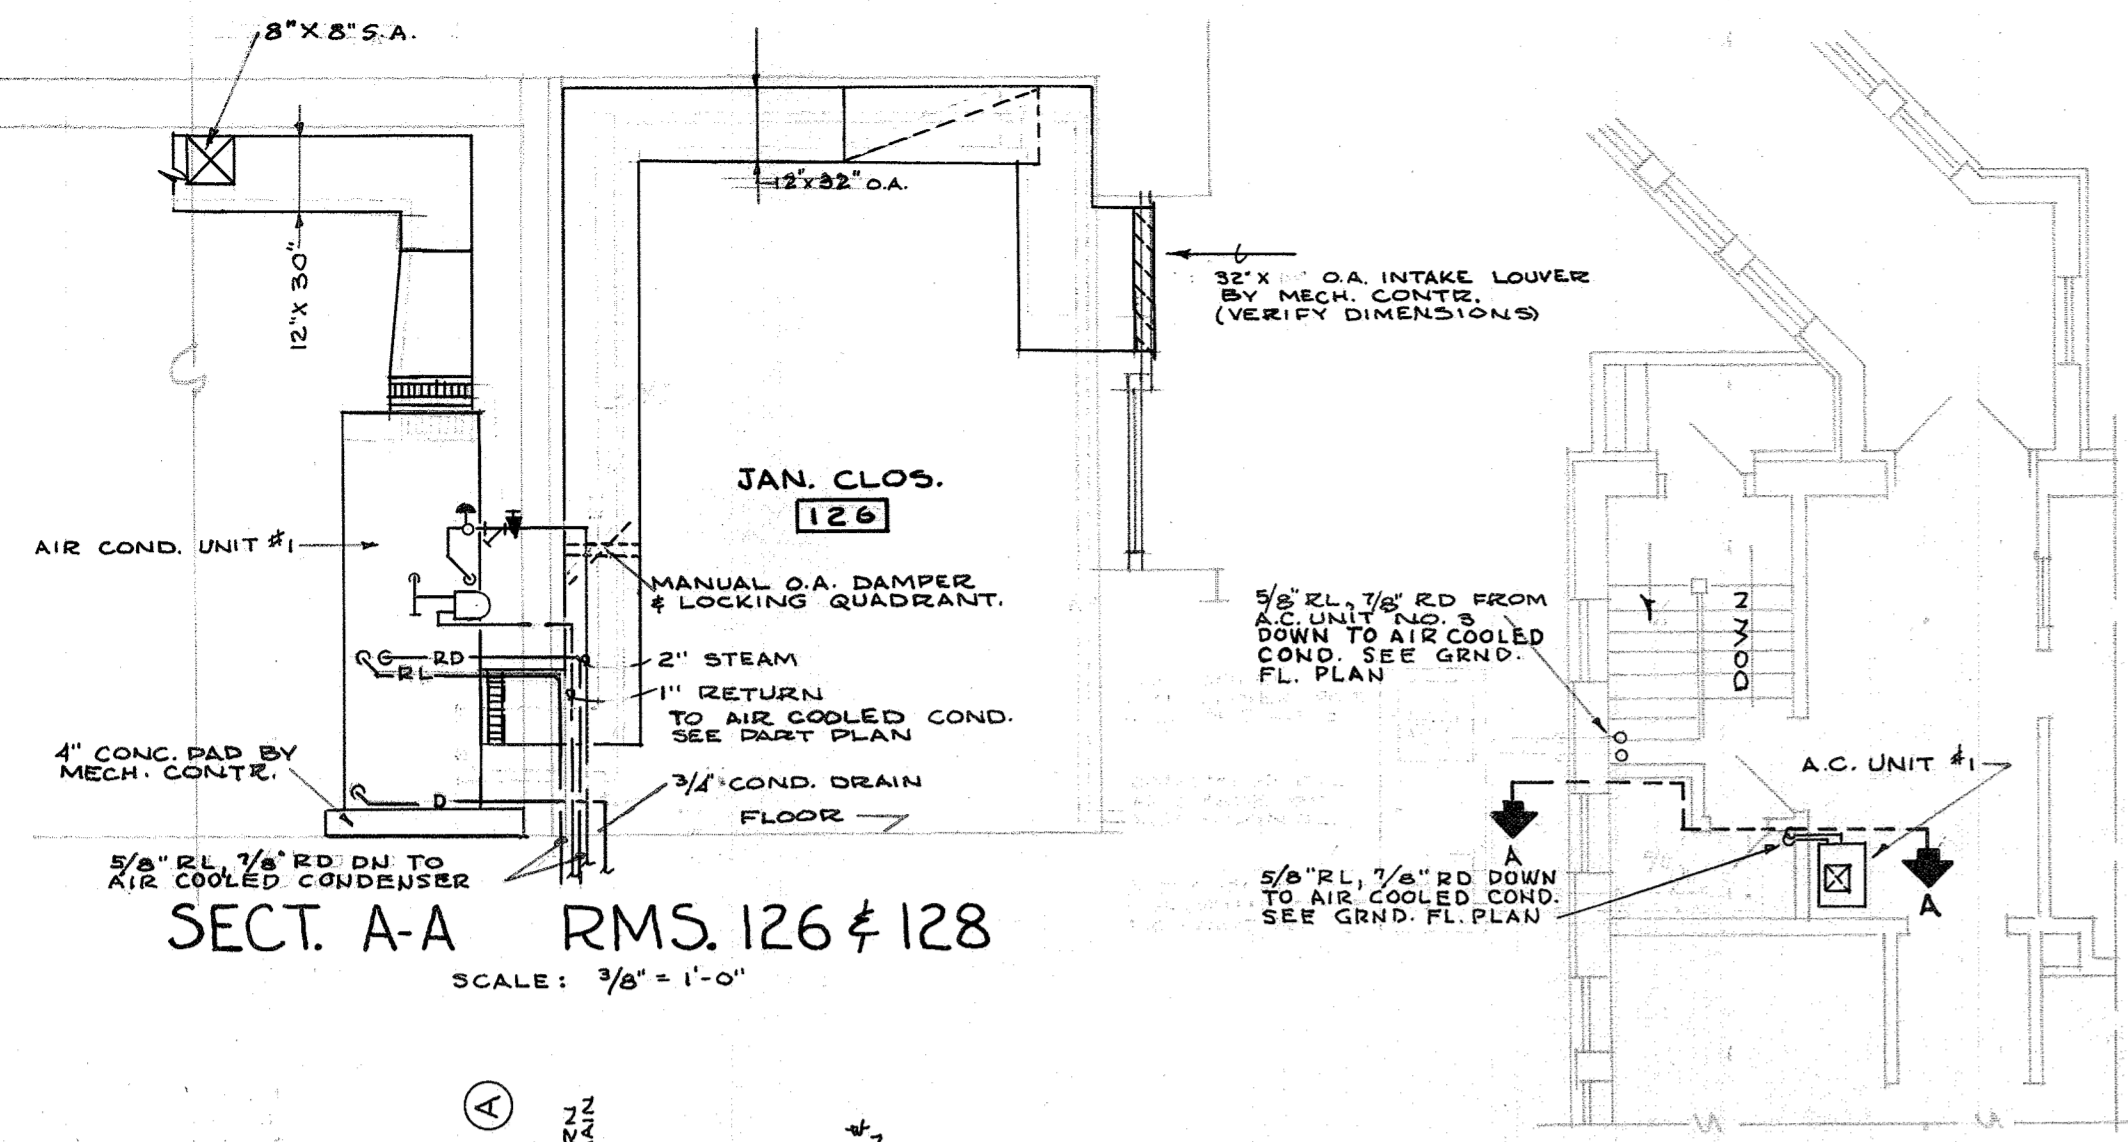 8" X 8" S.A.
12" X 30"
12" x 32" O.A.
32" X O.A. INTAKE LOUVER
BY MECH. CONTR.
(VERIFY DIMENSIONS)
JAN. CLOS.
126
AIR COND. UNIT #1
MANUAL O.A. DAMPER
& LOCKING QUADRANT.
RD
RL
2" STEAM
1" RETURN
TO AIR COOLED COND.
SEE PART PLAN
4" CONC. PAD BY
MECH. CONTR.
D
3/4" COND. DRAIN
FLOOR
5/8" RL, 7/8" RD DN TO
AIR COOLED CONDENSER
SECT. A-A RMS. 126 & 128
SCALE: 3/8" = 1'-0"
A
5/8" RL, 7/8" RD FROM
A.C. UNIT NO. 3
DOWN TO AIR COOLED
COND. SEE GRND.
FL. PLAN
DOWN
A.C. UNIT #1
A
A
5/8" RL, 7/8" RD DOWN
TO AIR COOLED COND.
SEE GRND. FL. PLAN